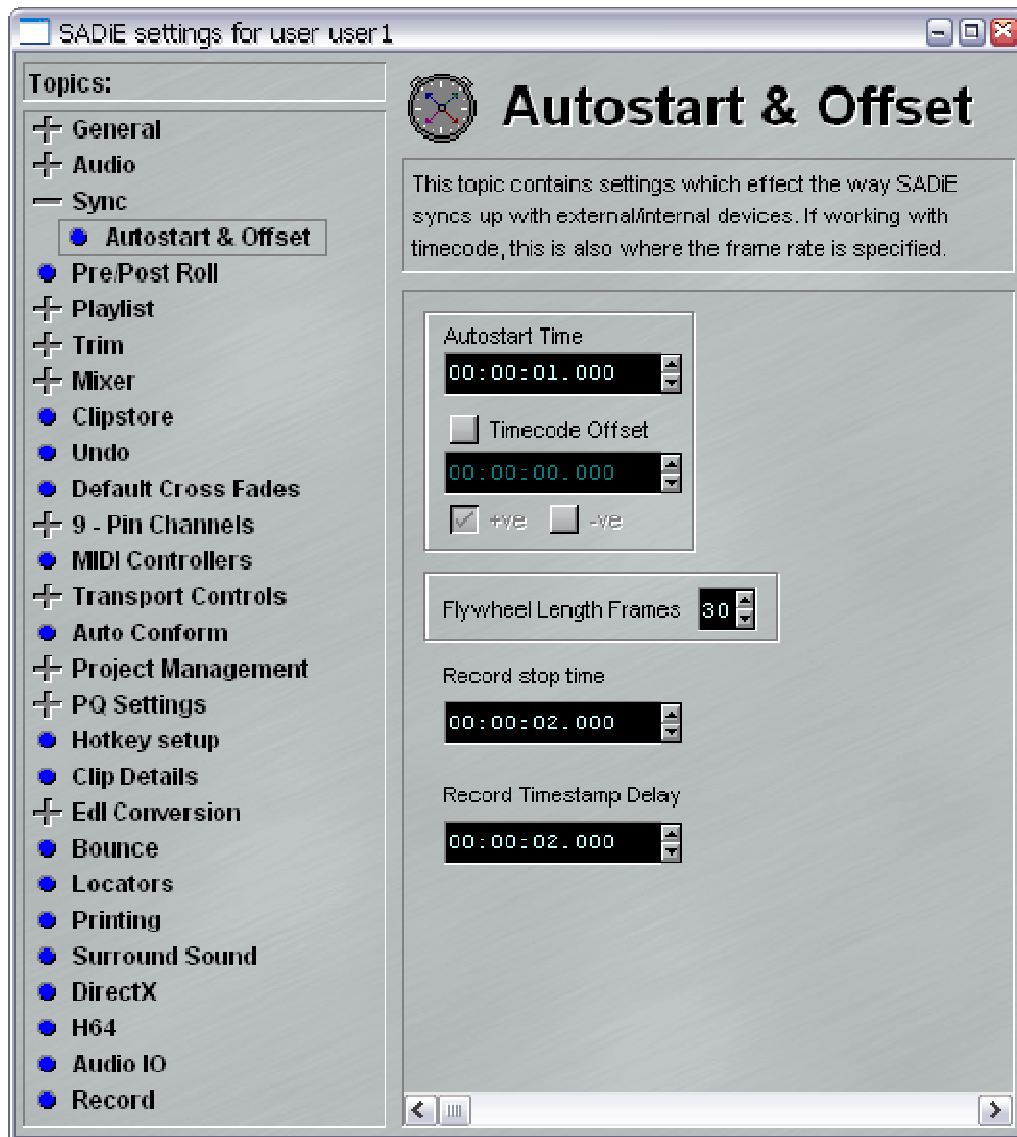 SADiE settings for user user1
Topics:
General
Audio
Sync
Autostart & Offset
Pre/Post Roll
Playlist
Trim
Mixer
Clipstore
Undo
Default Cross Fades
9 - Pin Channels
MIDI Controllers
Transport Controls
Auto Conform
Project Management
PQ Settings
Hotkey setup
Clip Details
Edl Conversion
Bounce
Locators
Printing
Surround Sound
DirectX
H64
Audio IO
Record
Autostart & Offset
This topic contains settings which effect the way SADiE
syncs up with external/internal devices. If working with
timecode, this is also where the frame rate is specified.
Autostart Time
00:00:01.000
Timecode Offset
00:00:00.000
+ve -ve
Flywheel Length Frames 30
Record stop time
00:00:02.000
Record Timestamp Delay
00:00:02.000